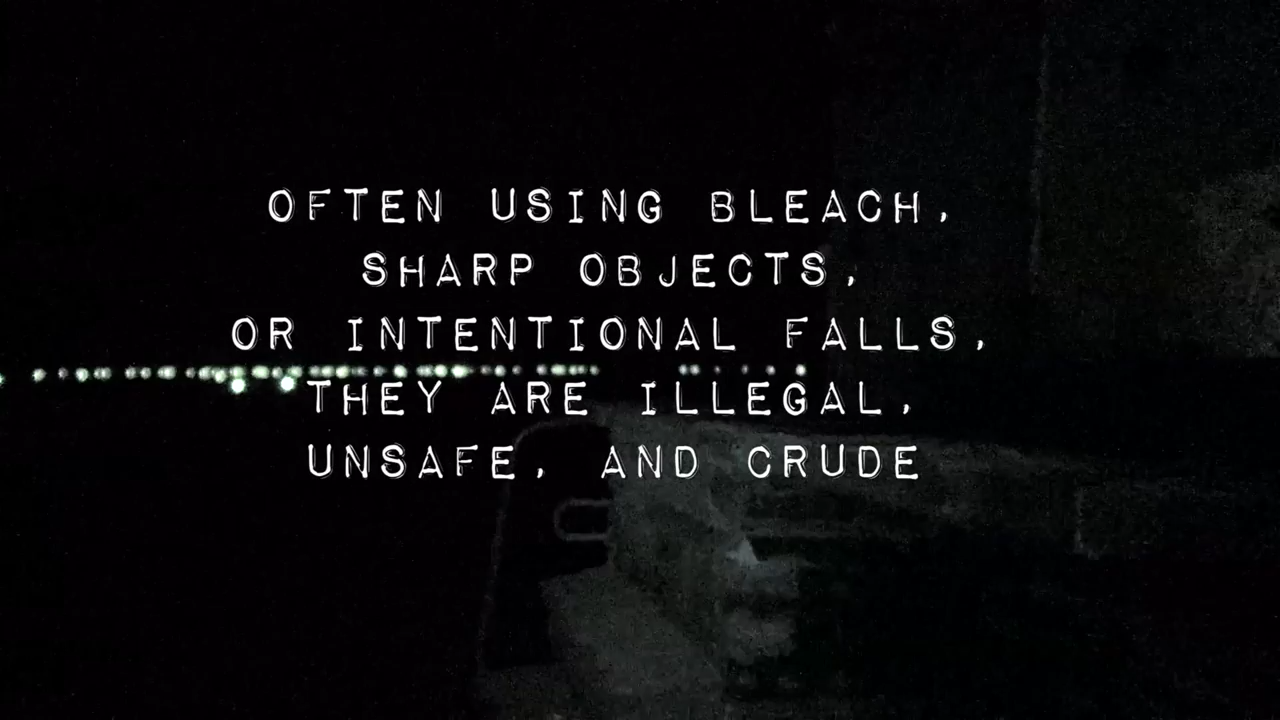 OFTEN USING BLEACH,
SHARP OBJECTS,
OR INTENTIONAL FALLS,
THEY ARE ILLEGAL,
UNSAFE, AND CRUDE